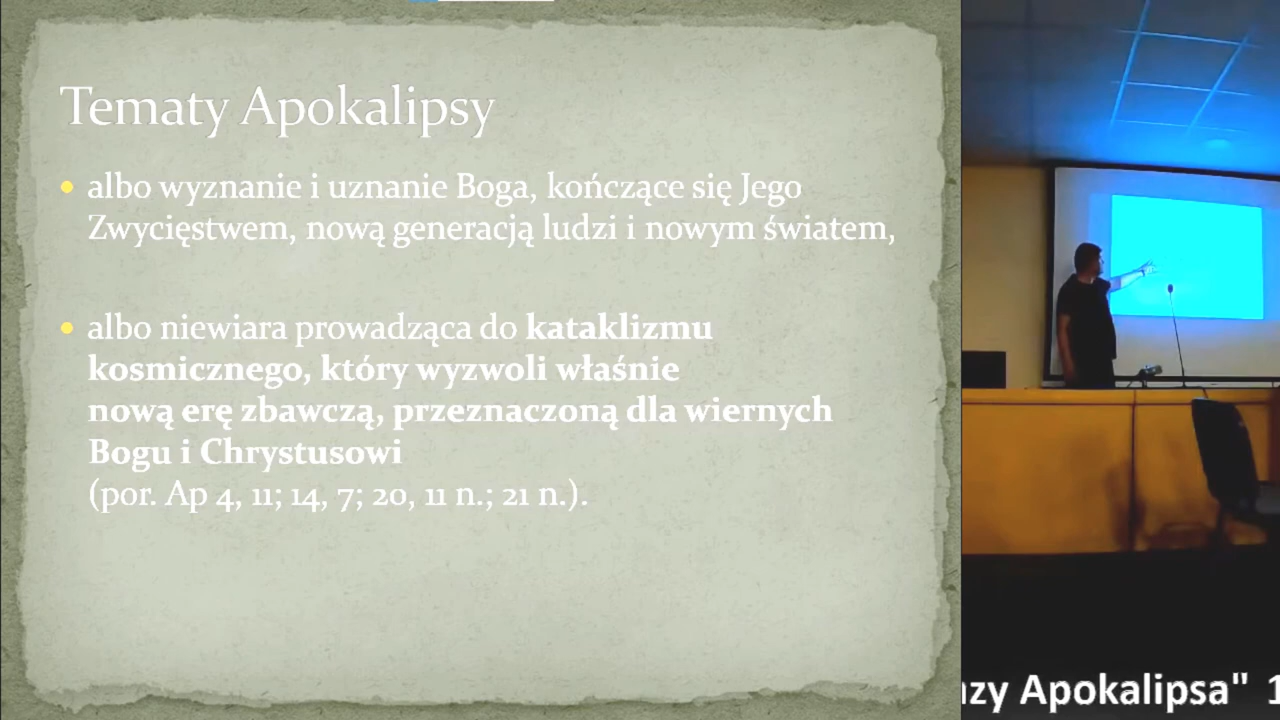 Tematy Apokalipsy
albo wyznanie i uznanie Boga, kończące się Jego
Zwycięstwem, nową generacją ludzi i nowym światem,
albo niewiara prowadząca do kataklizmu
kosmicznego, który wyzwoli właśnie
nową erę zbawczą, przeznaczoną dla wiernych
Bogu i Chrystusowi
(por. Ap 4, 11; 14, 7; 20, 11 n.; 21 n.).
Apokalipsa" 1